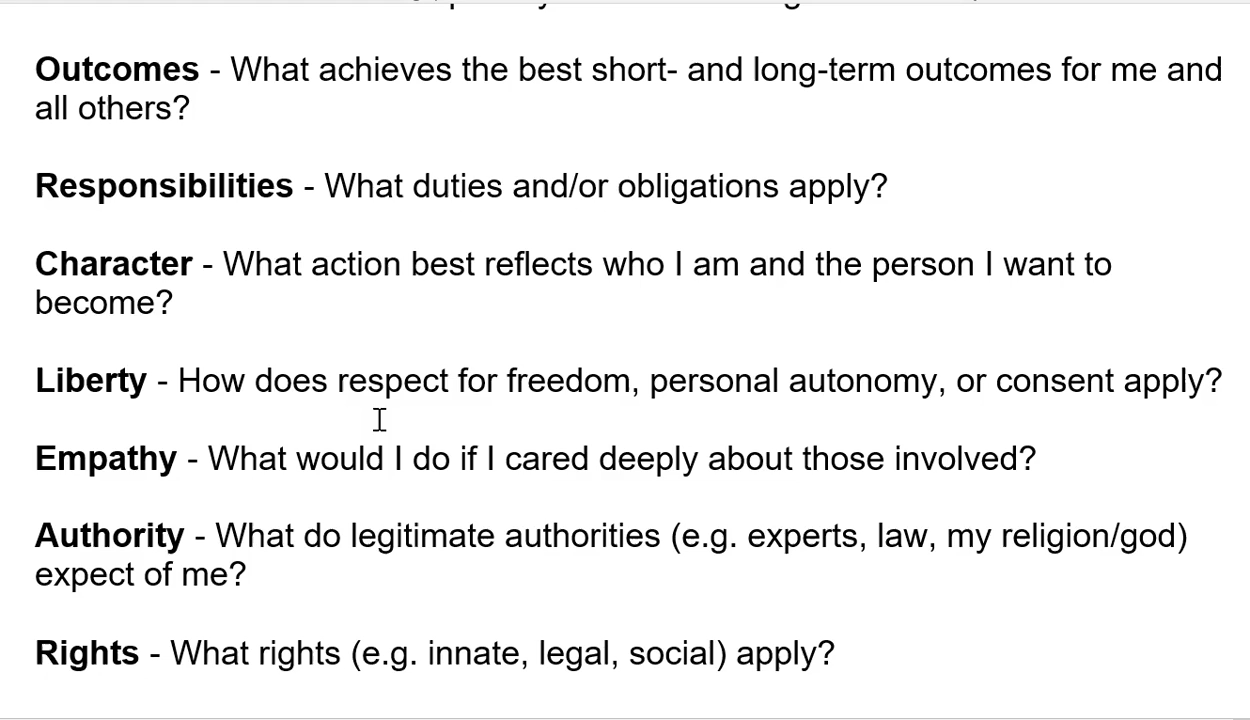 Outcomes - What achieves the best short- and long-term outcomes for me and
all others?
Responsibilities - What duties and/or obligations apply?
Character - What action best reflects who I am and the person I want to
become?
Liberty - How does respect for freedom, personal autonomy, or consent apply?
Empathy - What would I do if I cared deeply about those involved?
Authority - What do legitimate authorities (e.g. experts, law, my religion/god)
expect of me?
Rights - What rights (e.g. innate, legal, social) apply?